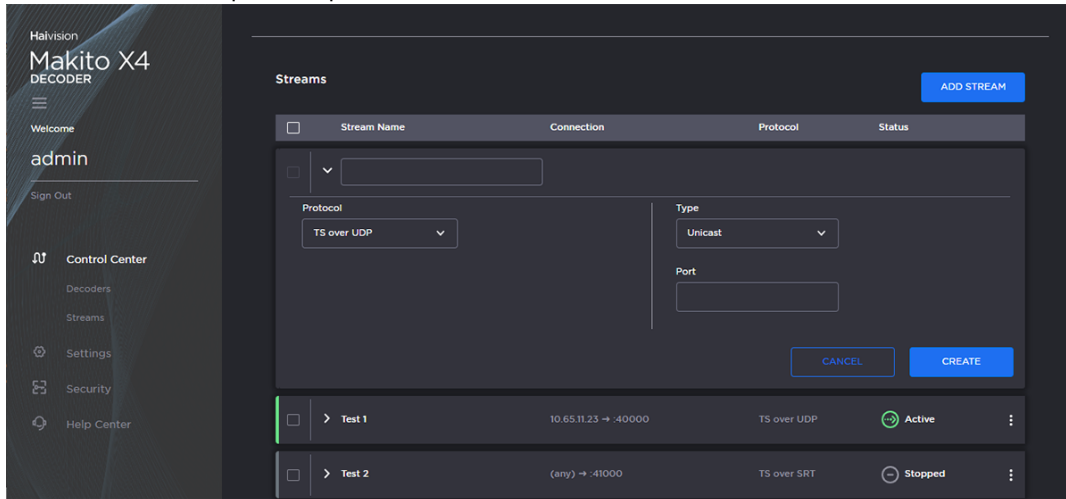 Haivision
Makito X4
DECODER
Welcome
admin
Sign Out
Control Center
Decoders
Streams
Settings
Security
Help Center
Streams
ADD STREAM
Stream Name Connection Protocol Status
Protocol Type
TS over UDP Unicast
Port
CANCEL CREATE
Test 1 10.65.11.23 → :40000 TS over UDP Active
Test 2 (any) → :41000 TS over SRT Stopped